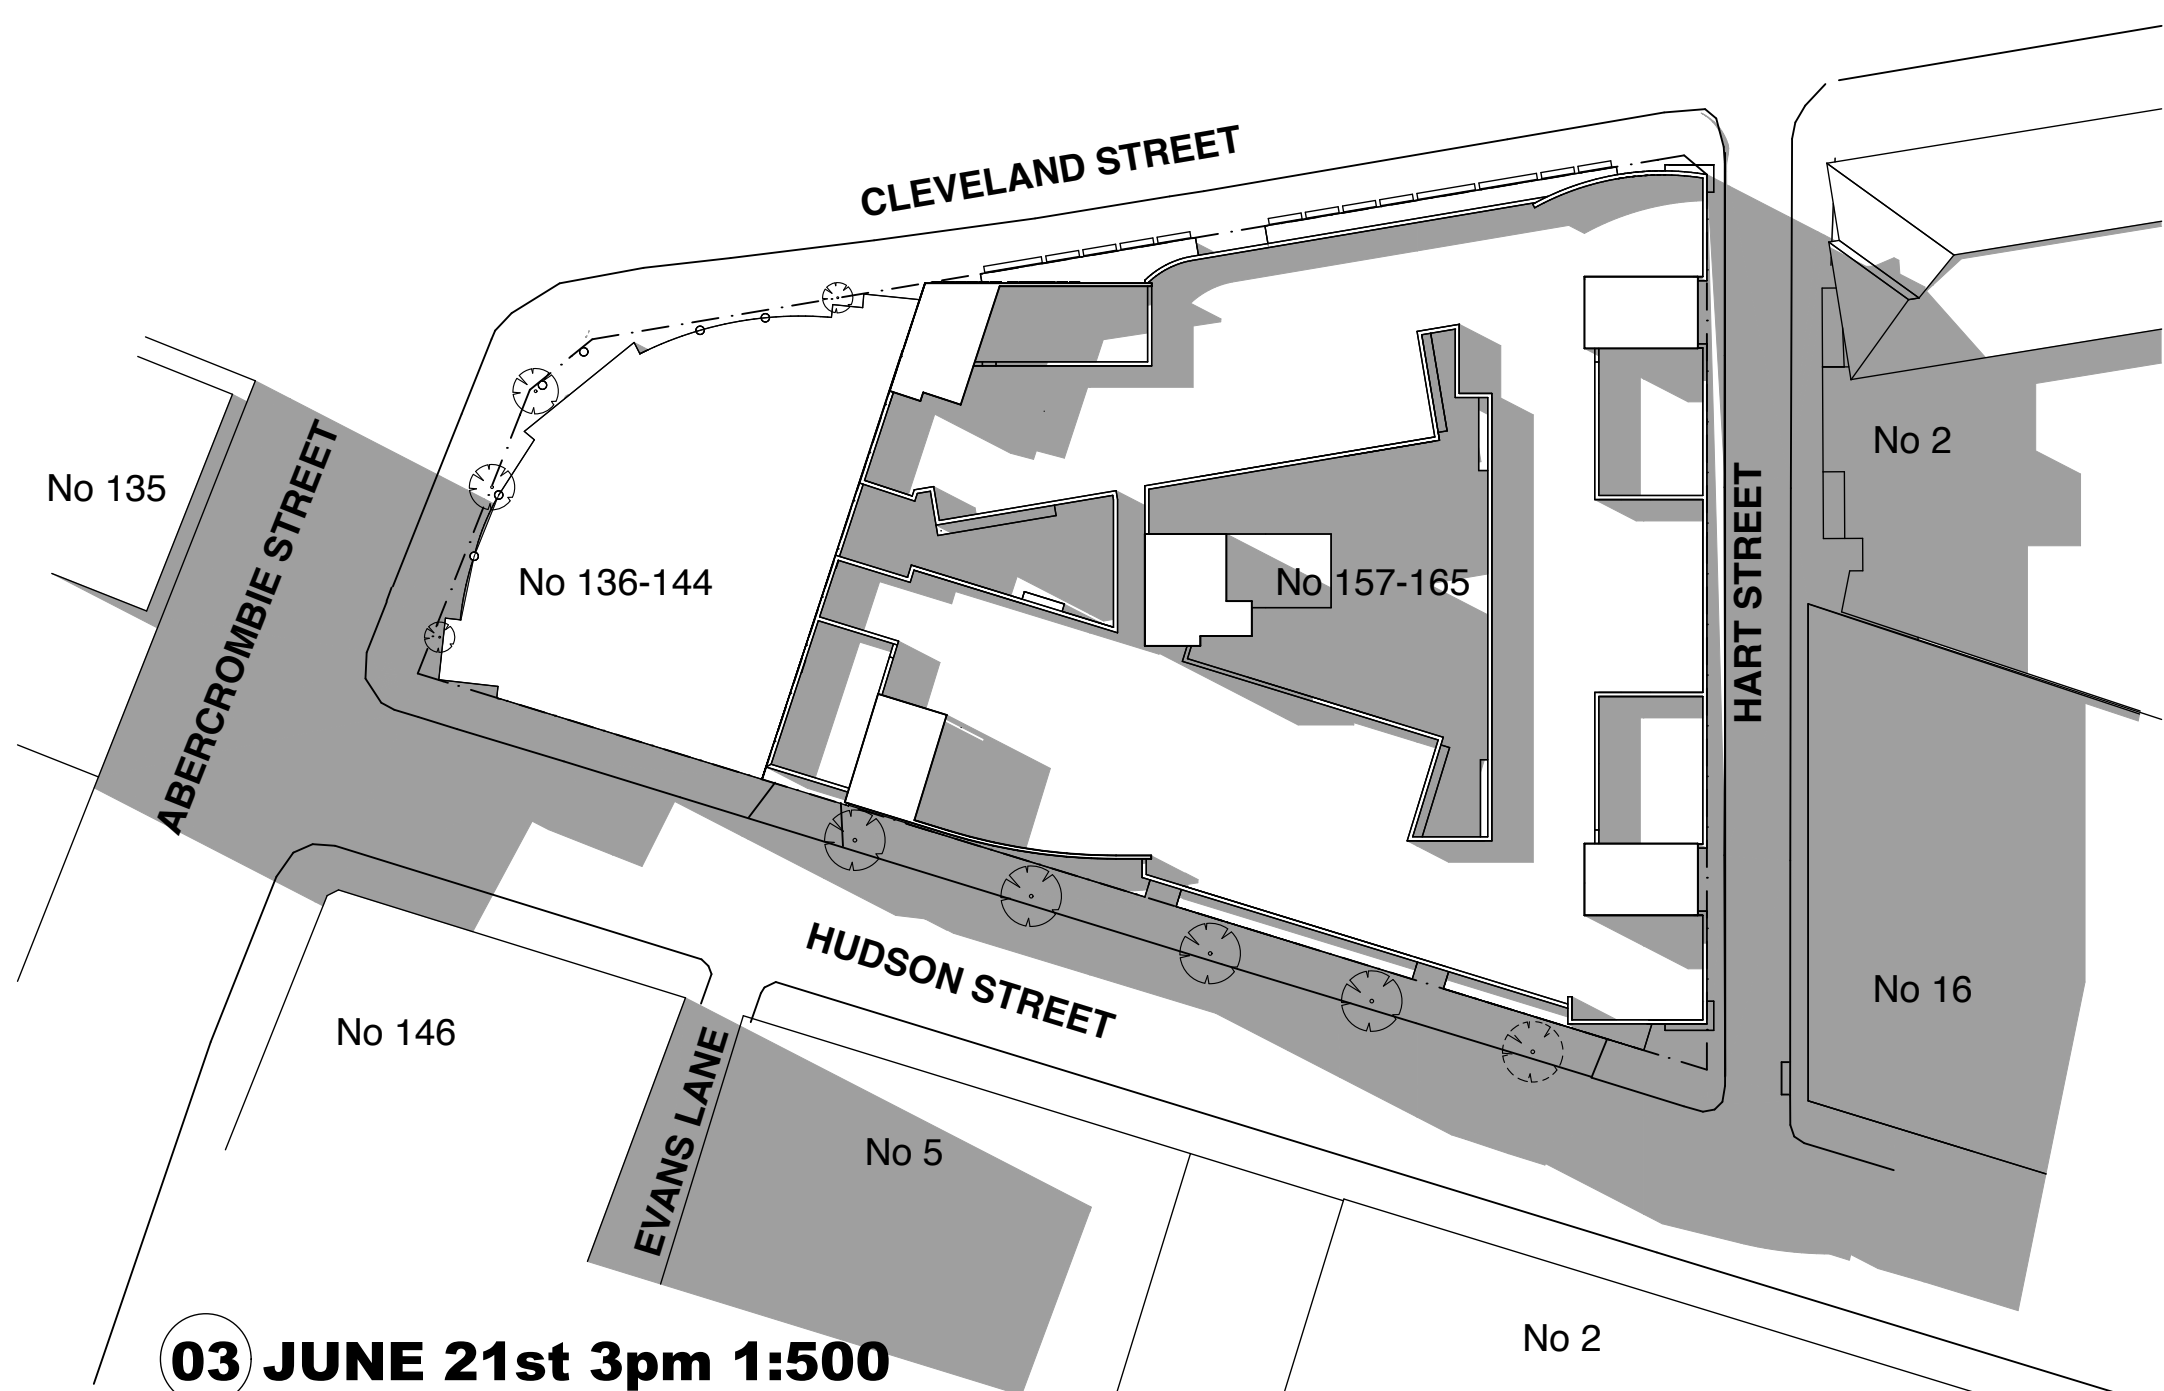 CLEVELAND STREET
No 135
ABERCROMBIE STREET
No 136-144
No 157-165
HART STREET
No 2
No 16
HUDSON STREET
No 146
EVANS LANE
No 5
No 2
03 JUNE 21st 3pm 1:500